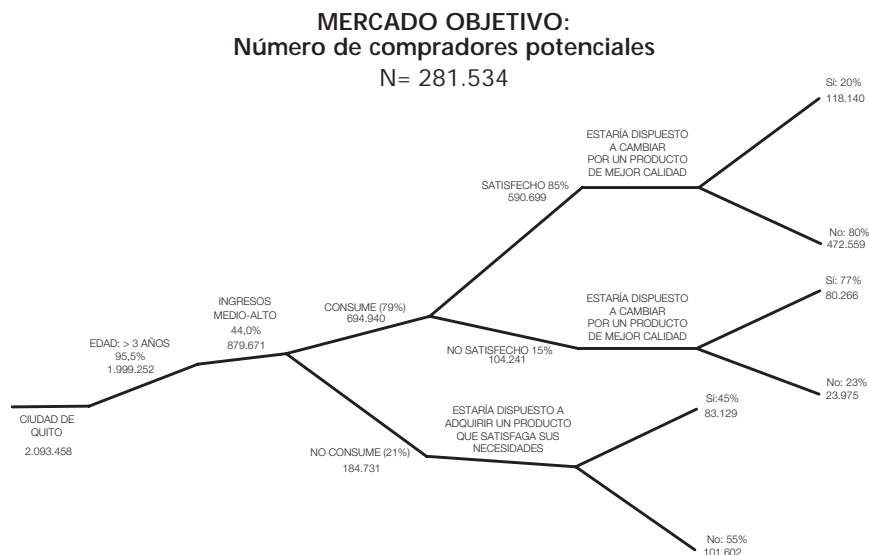 MERCADO OBJETIVO:
Número de compradores potenciales
N= 281.534
CIUDAD DE
QUITO
2.093.458
EDAD: > 3 AÑOS
95,5%
1.999.252
INGRESOS
MEDIO-ALTO
44,0%
879.671
CONSUME (79%)
694.940
SATISFECHO 85%
590.699
ESTARÍA DISPUESTO
A CAMBIAR
POR UN PRODUCTO
DE MEJOR CALIDAD
Sí: 20%
118.140
No: 80%
472.559
NO SATISFECHO 15%
104.241
ESTARÍA DISPUESTO
A CAMBIAR
POR UN PRODUCTO
DE MEJOR CALIDAD
Sí: 77%
80.266
No: 23%
23.975
NO CONSUME (21%)
184.731
ESTARÍA DISPUESTO A
ADQUIRIR UN PRODUCTO
QUE SATISFAGA SUS
NECESIDADES
Sí:45%
83.129
No: 55%
101.602